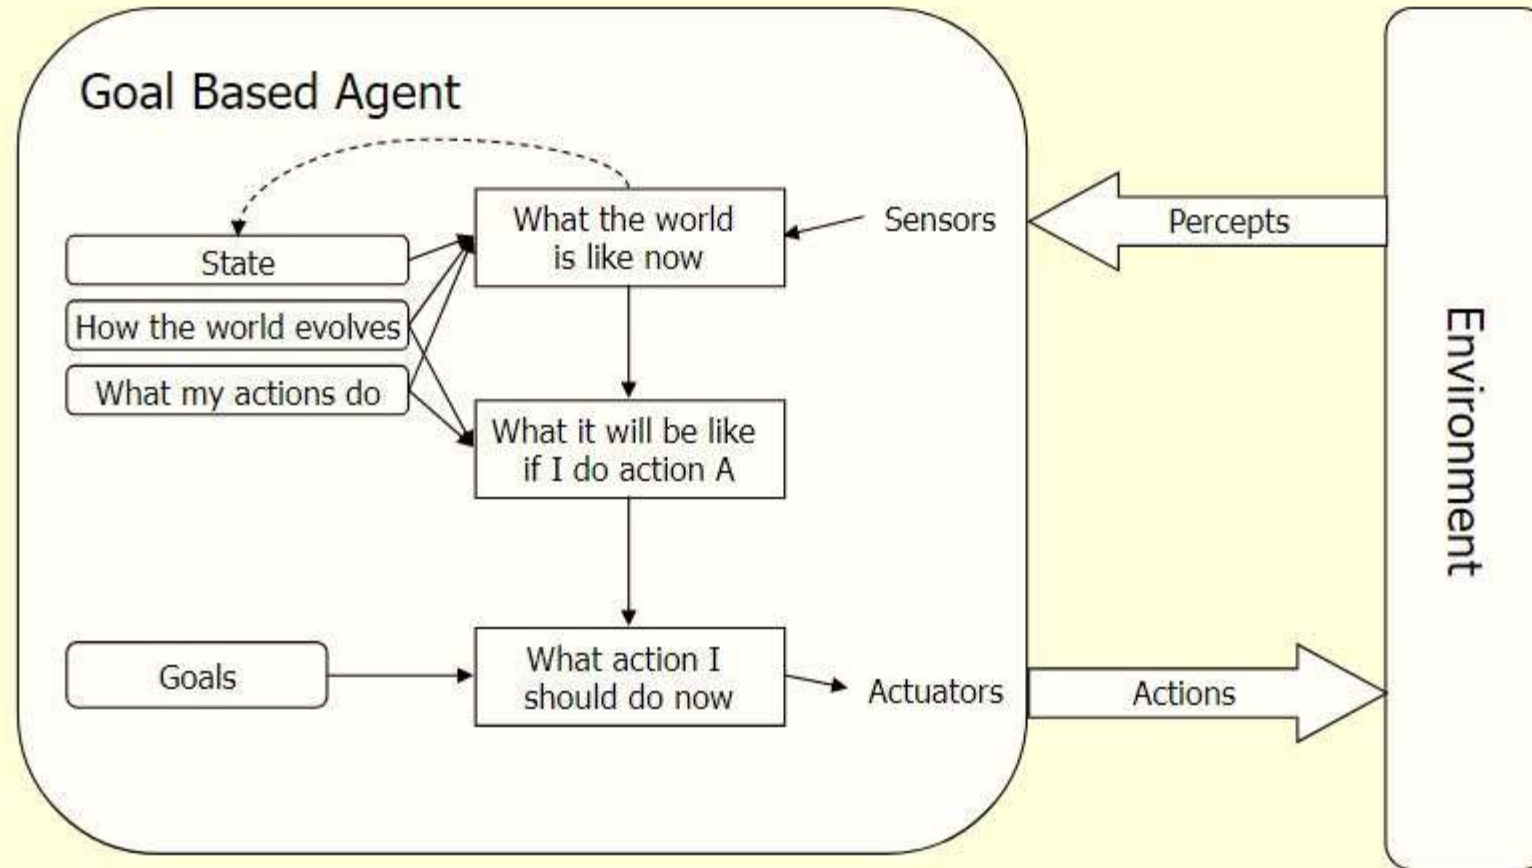 Goal Based Agent
What the world
is like now
Sensors
Percepts
State
How the world evolves
What my actions do
What it will be like
if I do action A
Environment
Goals
What action I
should do now
Actuators
Actions